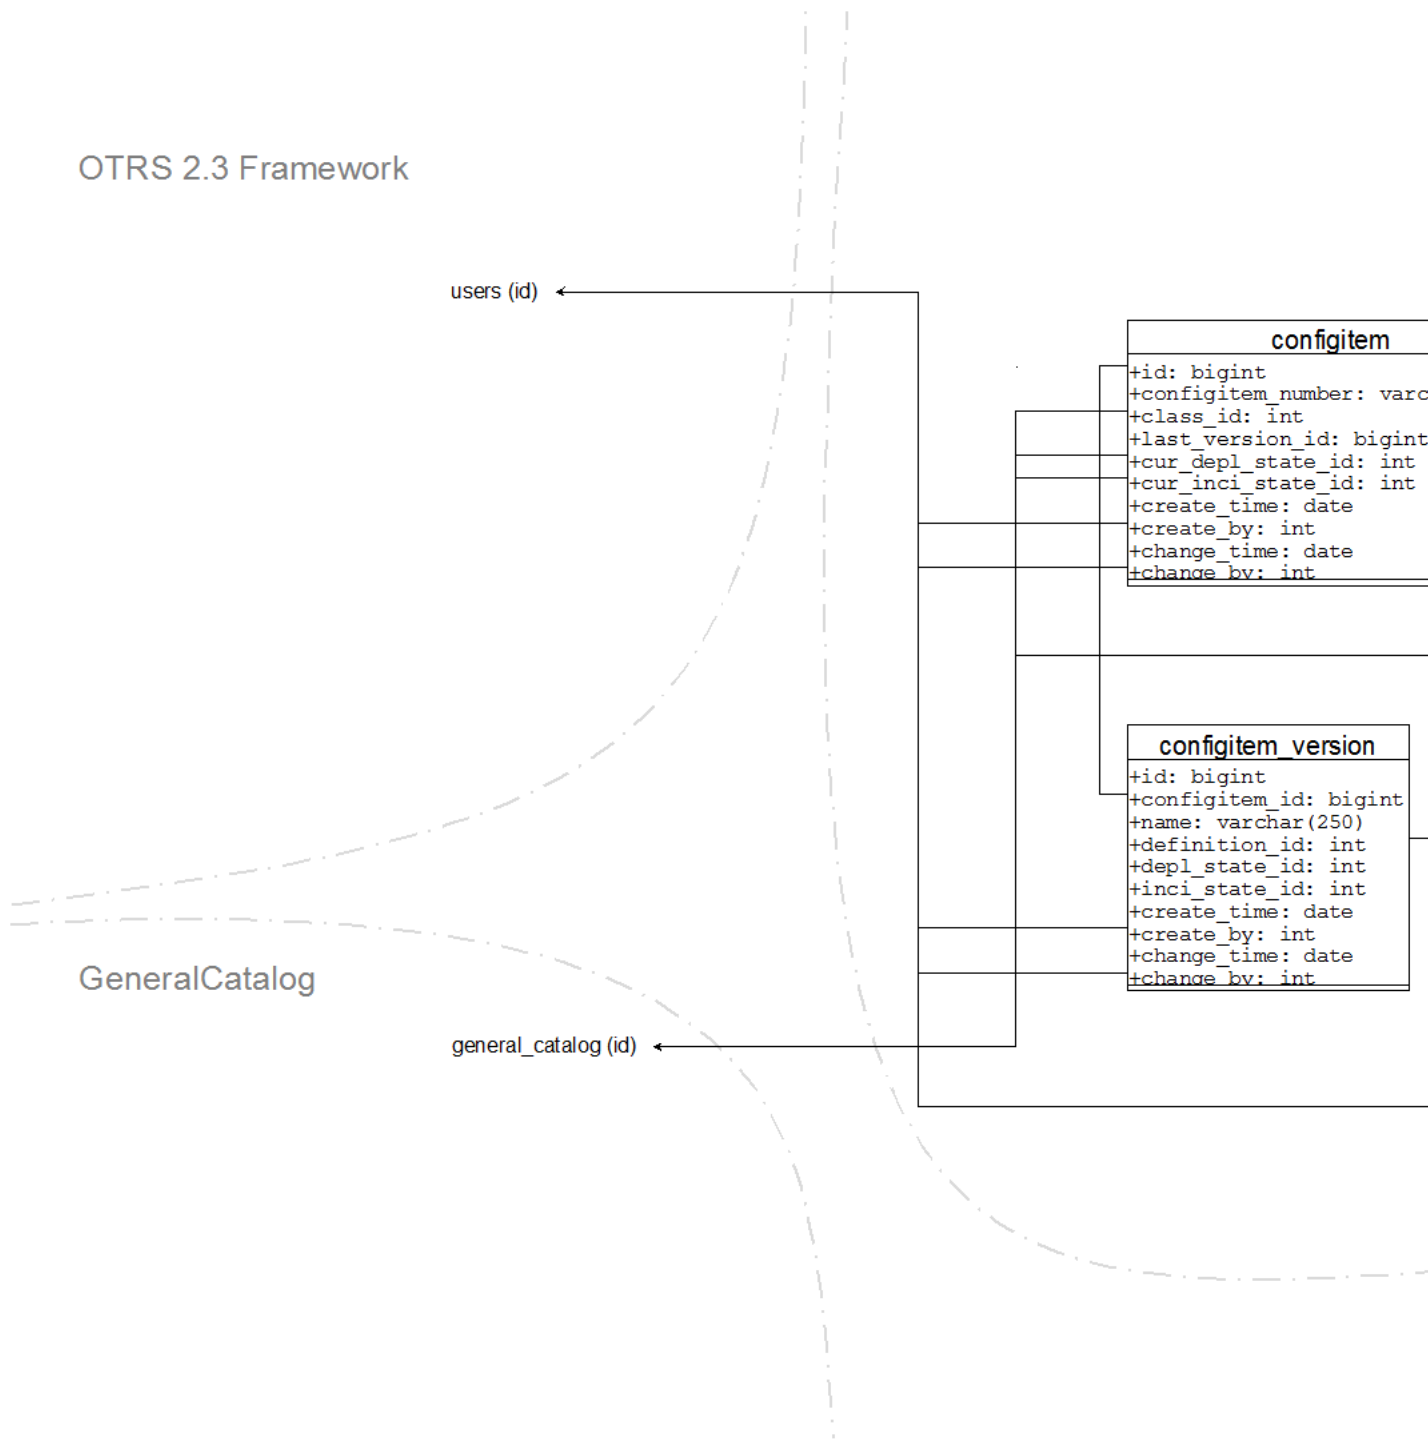 OTRS 2.3 Framework
users (id)
configitem
+id: bigint
+configitem_number: varc
+class_id: int
+last_version_id: bigint
+cur_depl_state_id: int
+cur_inci_state_id: int
+create_time: date
+create_by: int
+change_time: date
+change_by: int
configitem_version
+id: bigint
+configitem_id: bigint
+name: varchar(250)
+definition_id: int
+depl_state_id: int
+inci_state_id: int
+create_time: date
+create_by: int
+change_time: date
+change_by: int
GeneralCatalog
general_catalog (id)